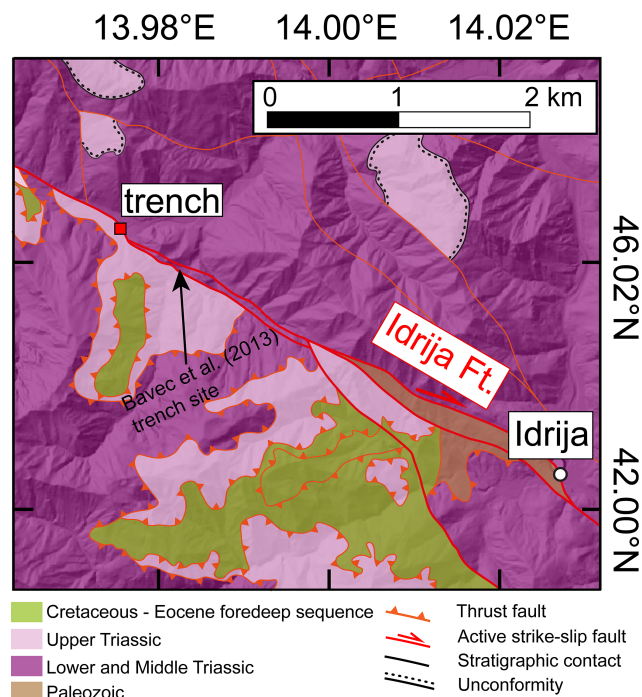 13.98°E 14.00°E 14.02°E
0 1 2 km
trench
46.02°N
Idrija Ft.
Bavec et al. (2013)
trench site
Idrija
42.00°N
Cretaceous - Eocene foredeep sequence
Upper Triassic
Lower and Middle Triassic
Paleozoic
Thrust fault
Active strike-slip fault
Stratigraphic contact
Unconformity